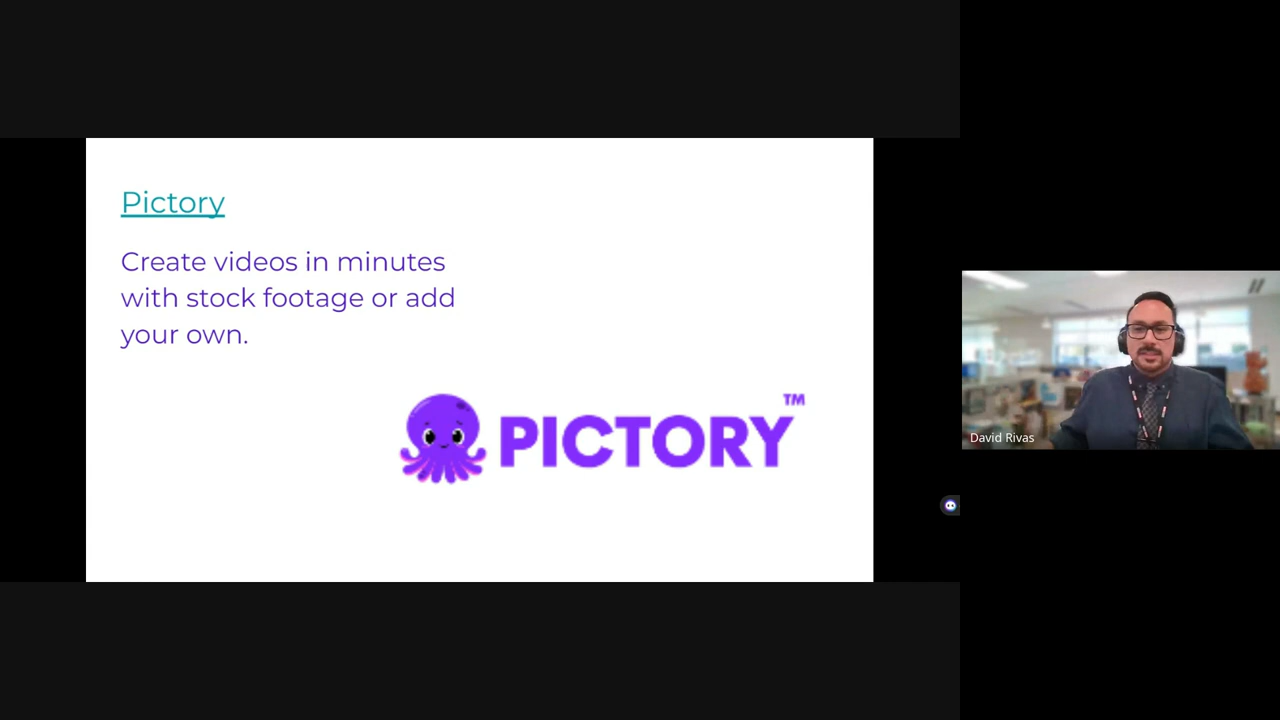 Pictory
Create videos in minutes
with stock footage or add
your own.
PICTORY™
David Rivas